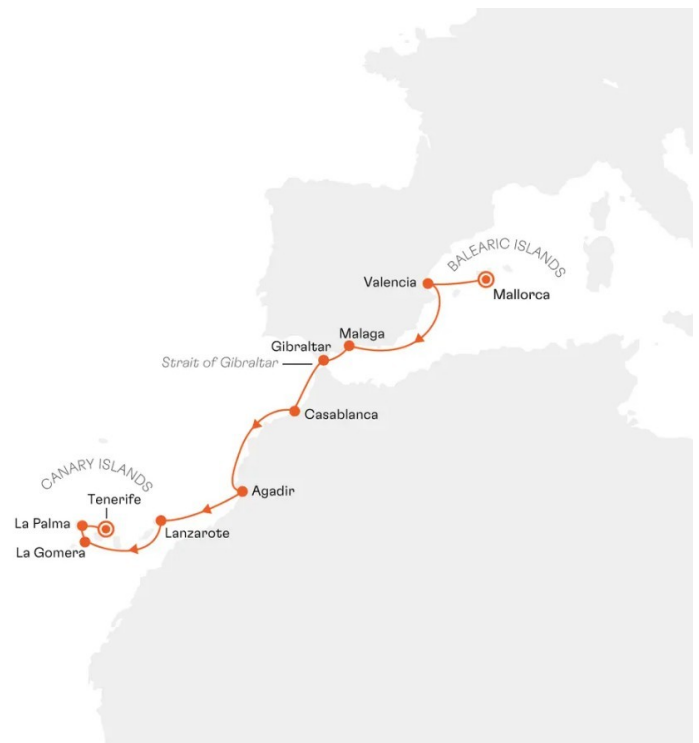 BALEARIC ISLANDS
Valencia
Mallorca
Malaga
Gibraltar
Strait of Gibraltar
Casablanca
Agadir
CANARY ISLANDS
Tenerife
La Palma
Lanzarote
La Gomera